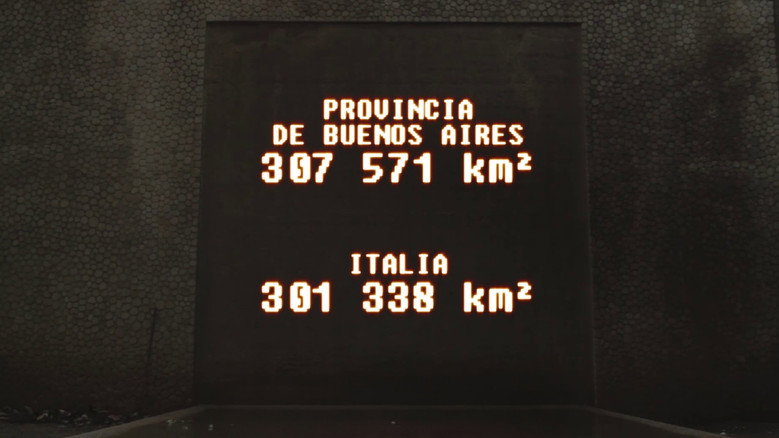 PROVINCIA
DE BUENOS AIRES
307 571 km²
ITALIA
301 338 km²